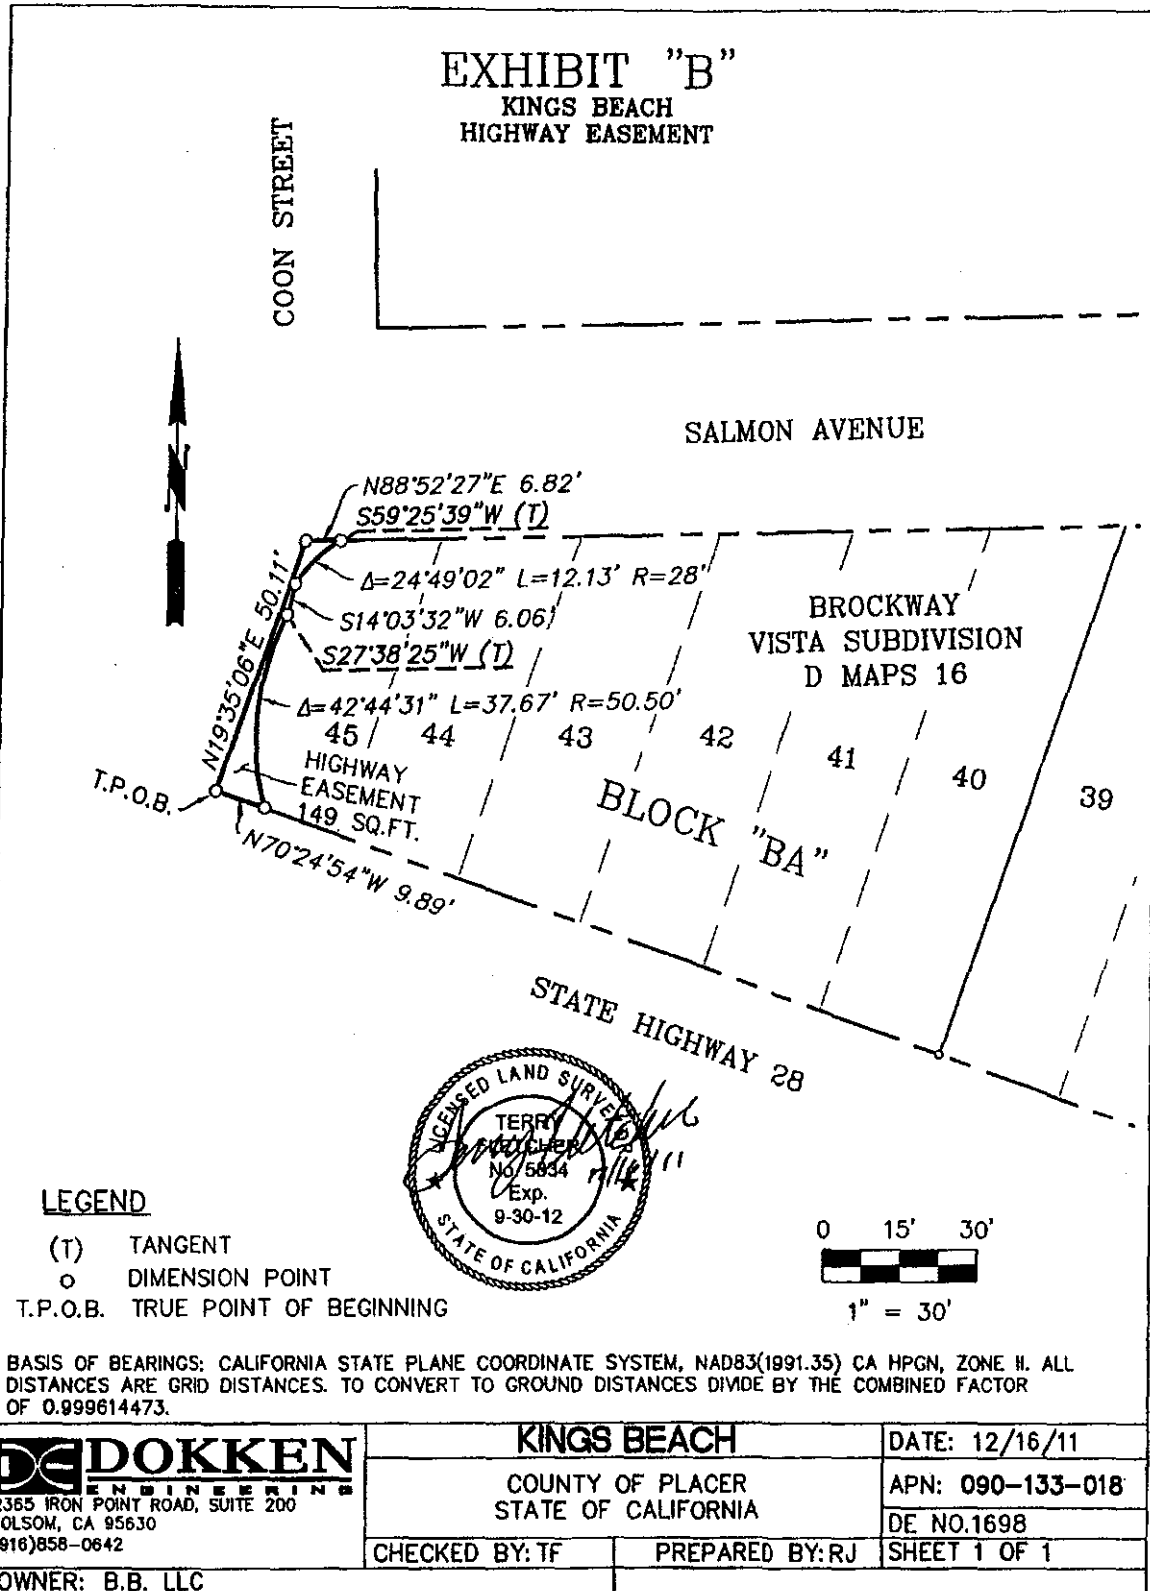 EXHIBIT "B"
KINGS BEACH
HIGHWAY EASEMENT
COON STREET
N
SALMON AVENUE
N88°52'27"E 6.82'
S59°25'39"W (T)
Δ=24°49'02" L=12.13' R=28'
S14°03'32"W 6.06'
S27°38'25"W (T)
Δ=42°44'31" L=37.67' R=50.50'
N19°35'06"E 50.11'
BROCKWAY
VISTA SUBDIVISION
D MAPS 16
45
44
43
42
41
40
39
HIGHWAY
EASEMENT
149 SQ.FT.
T.P.O.B.
N70°24'54"W 9.89'
BLOCK "BA"
STATE HIGHWAY 28
LICENSED LAND SURVEYOR
TERRY
FLETCHER
No. 5834
Exp.
9-30-12
STATE OF CALIFORNIA
LEGEND
(T) TANGENT
o DIMENSION POINT
T.P.O.B. TRUE POINT OF BEGINNING
0 15' 30'
1" = 30'
BASIS OF BEARINGS: CALIFORNIA STATE PLANE COORDINATE SYSTEM, NAD83(1991.35) CA HPGN, ZONE II. ALL
DISTANCES ARE GRID DISTANCES. TO CONVERT TO GROUND DISTANCES DIVIDE BY THE COMBINED FACTOR
OF 0.999614473.
DE DOKKEN
ENGINEERING
2365 IRON POINT ROAD, SUITE 200
OLSOM, CA 95630
916)858-0642
KINGS BEACH
COUNTY OF PLACER
STATE OF CALIFORNIA
CHECKED BY: TF
PREPARED BY: RJ
DATE: 12/16/11
APN: 090-133-018
DE NO.1698
SHEET 1 OF 1
OWNER: B.B. LLC